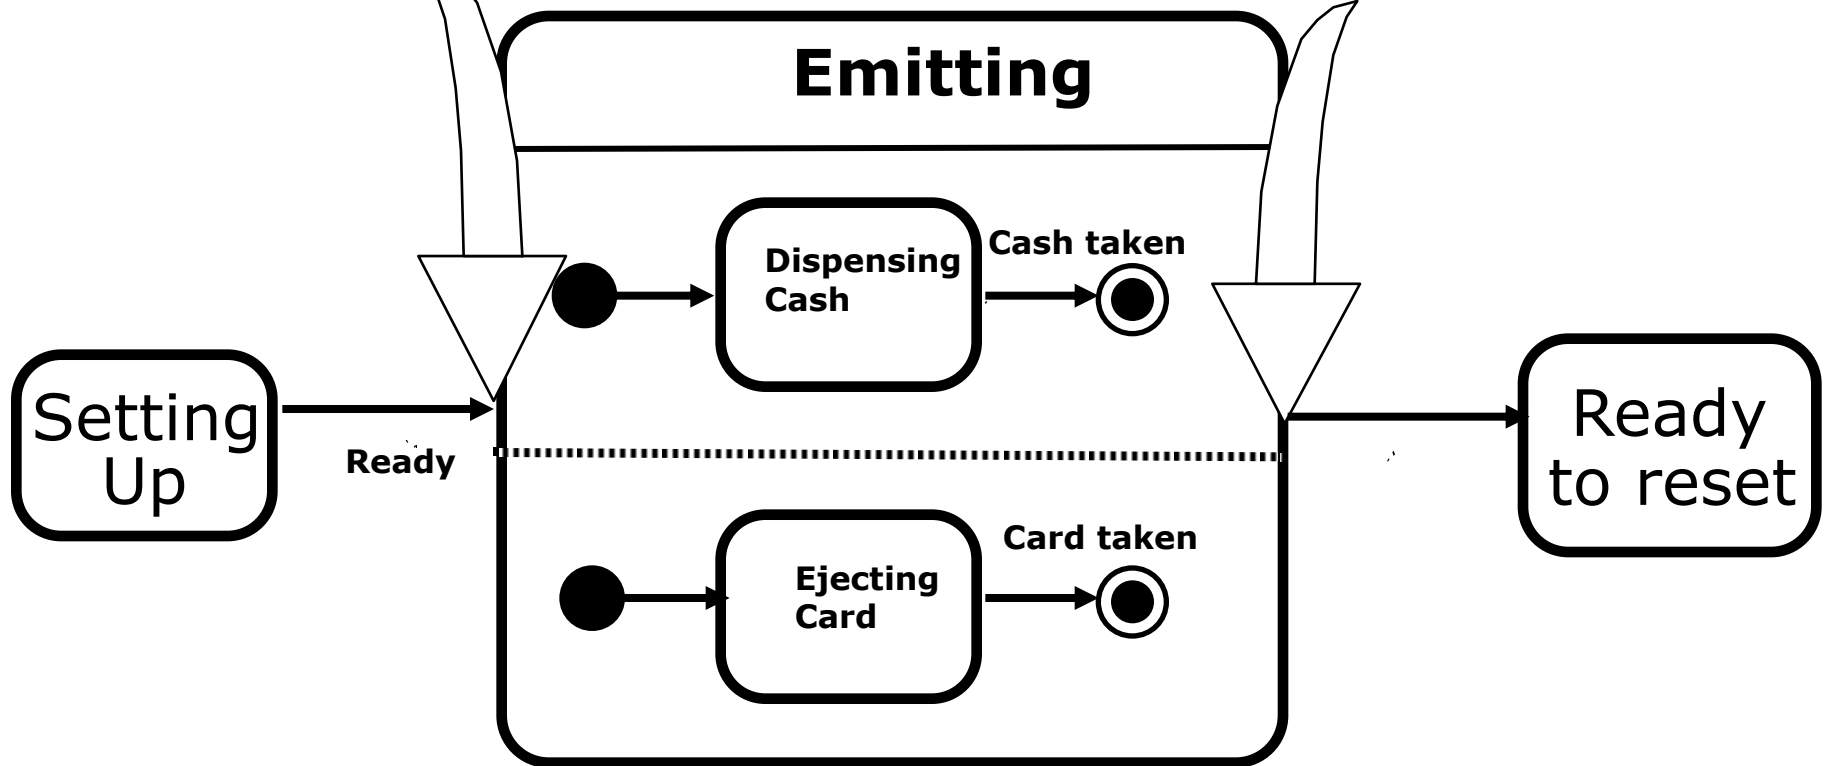 Emitting
Dispensing
Cash
Cash taken
Setting
Up
Ready
Ready
to reset
Ejecting
Card
Card taken